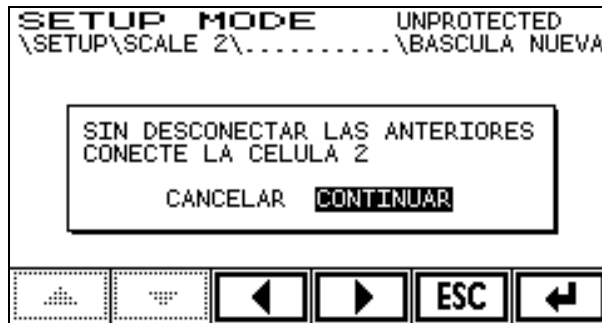 SETUP MODE UNPROTECTED
\SETUP\SCALE 2\..........\BASCULA NUEVA
SIN DESCONECTAR LAS ANTERIORES
CONECTE LA CELULA 2
CANCELAR CONTINUAR
ESC